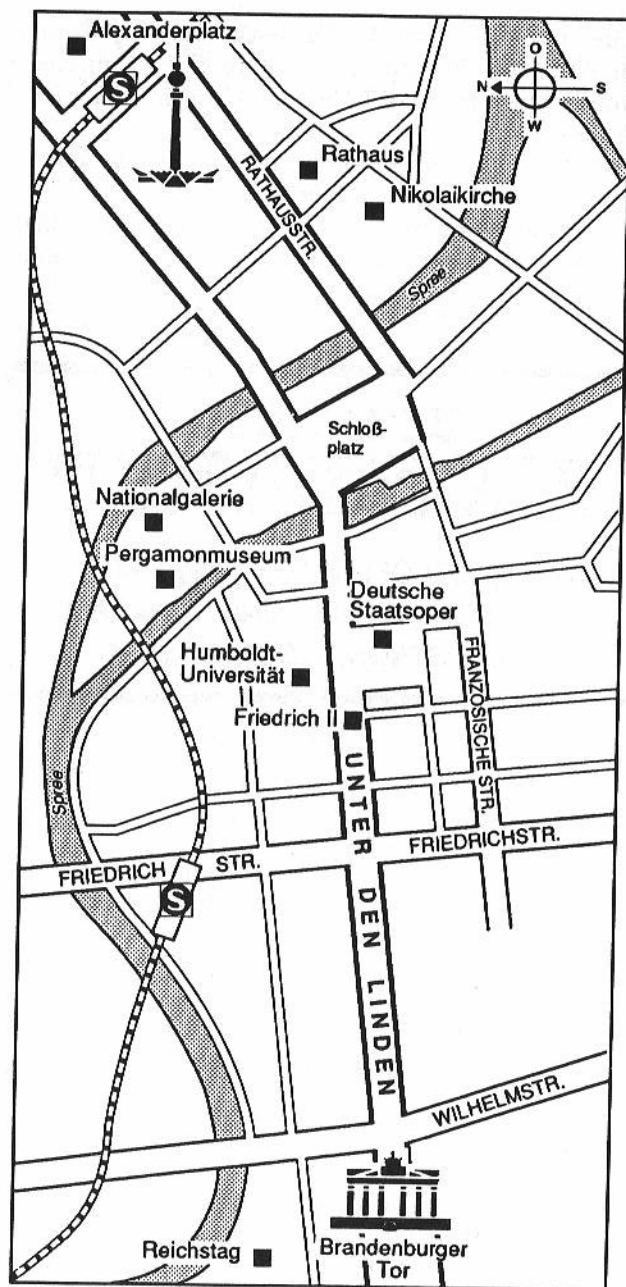 Alexanderplatz
S
O
N
S
W
Rathaus
RATHAUSSTR.
Nikolaikirche
Spree
Schloß-
platz
Nationalgalerie
Pergamonmuseum
Deutsche
Staatsoper
Humboldt-
Universität
Friedrich II
FRANZÖSISCHE STR.
Spree
UNTER DEN LINDEN
FRIEDRICHSTR.
FRIEDRICH STR.
S
WILHELMSTR.
Reichstag
Brandenburger
Tor